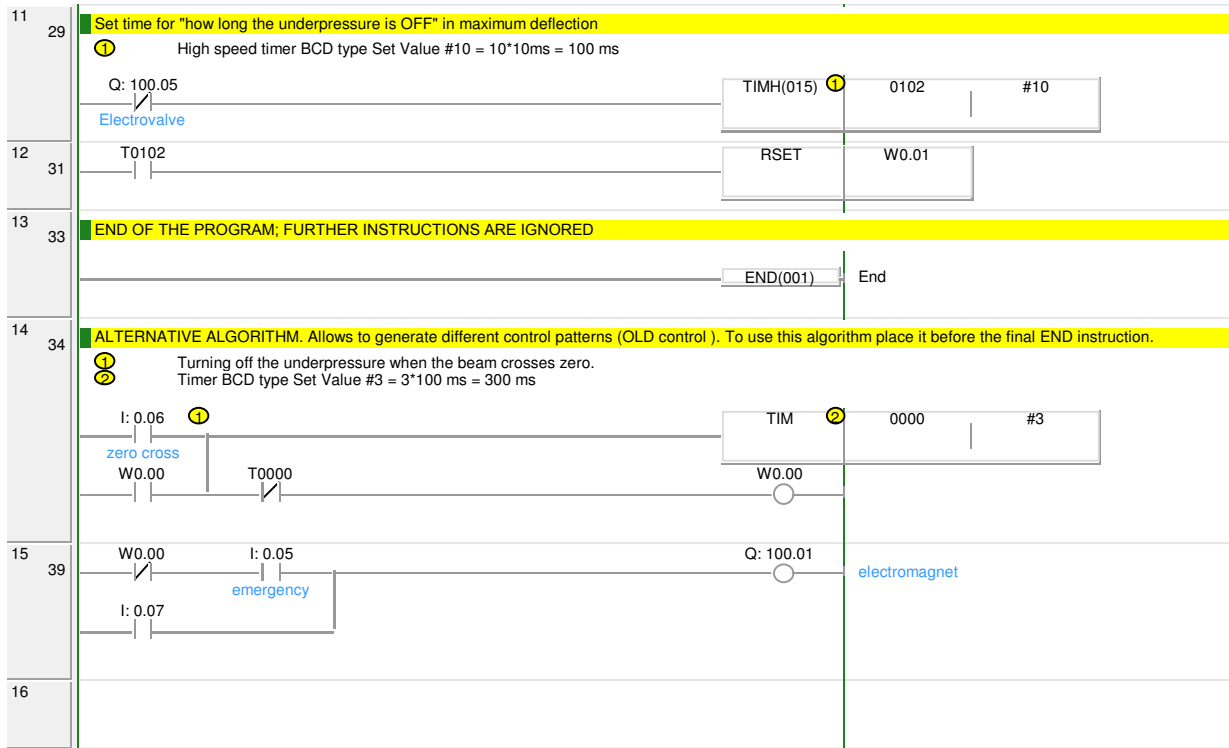 11
29
Set time for "how long the underpressure is OFF" in maximum deflection
1 High speed timer BCD type Set Value #10 = 10*10ms = 100 ms
Q: 100.05
Electrovalve
TIMH(015) 1 0102 #10
12
31
T0102
RSET W0.01
13
33
END OF THE PROGRAM; FURTHER INSTRUCTIONS ARE IGNORED
END(001) End
14
34
ALTERNATIVE ALGORITHM. Allows to generate different control patterns (OLD control ). To use this algorithm place it before the final END instruction.
1 Turning off the underpressure when the beam crosses zero.
2 Timer BCD type Set Value #3 = 3*100 ms = 300 ms
I: 0.06 1 TIM 2 0000 #3
zero cross
W0.00 T0000 W0.00
15
39
W0.00 I: 0.05 Q: 100.01
emergency electromagnet
I: 0.07
16